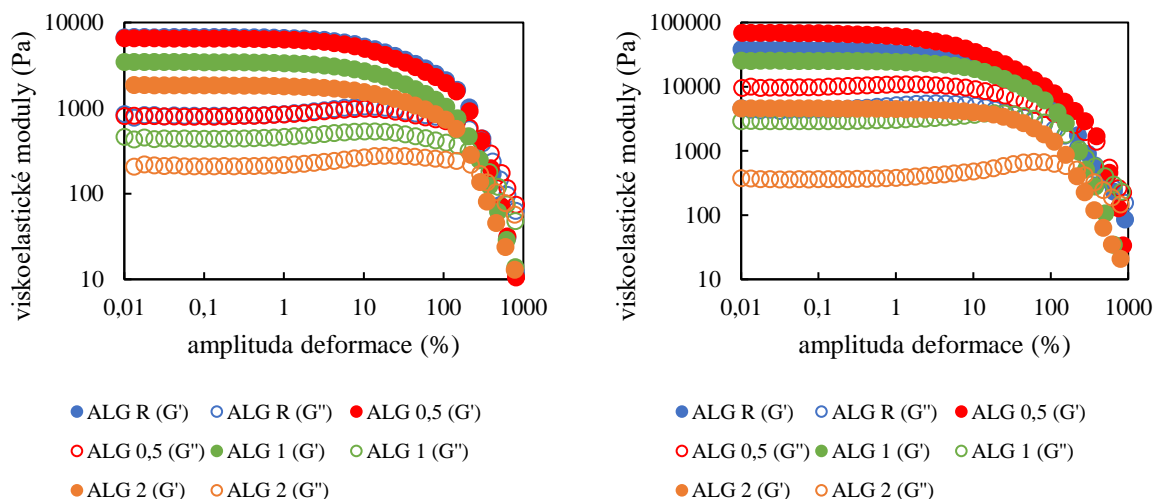 viskoelastické moduly (Pa)
10000
1000
100
10
0,01 0,1 1 10 100 1000
amplituda deformace (%)
ALG R (G') ALG R (G'') ALG 0,5 (G')
ALG 0,5 (G'') ALG 1 (G') ALG 1 (G'')
ALG 2 (G') ALG 2 (G'')
viskoelastické moduly (Pa)
100000
10000
1000
100
10
0,01 0,1 1 10 100 1000
amplituda deformace (%)
ALG R (G') ALG R (G'') ALG 0,5 (G')
ALG 0,5 (G'') ALG 1 (G') ALG 1 (G'')
ALG 2 (G') ALG 2 (G'')